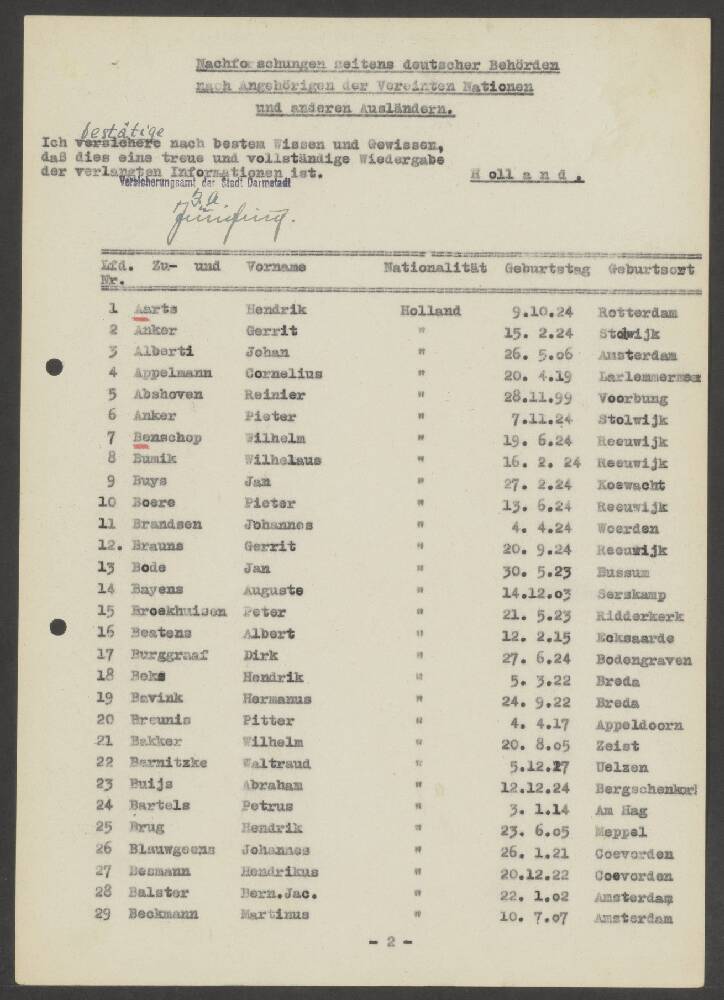 Nachforschungen seitens deutscher Behörden
nach Angehörigen der Vereinten Nationen
und anderen Ausländern.
bestätige
Ich versichere nach bestem Wissen und Gewissen,
daß dies eine treue und vollständige Wiedergabe
der verlangten Informationen ist.
Holland.
Versicherungsamt der Stadt Darmstadt
Lfd. Zu- und Vorname Nationalität Geburtstag Geburtsort
Nr.
1 Aarts Hendrik Holland 9.10.24 Rotterdam
2 Anker Gerrit " 15. 2.24 Stolwijk
3 Alberti Johan " 26. 5.06 Amsterdam
4 Appelmann Cornelius " 20. 4.19 Larlemmermeer
5 Abshoven Reinier " 28.11.99 Voorbung
6 Anker Pieter " 7.11.24 Stolwijk
7 Benschop Wilhelm " 19. 6.24 Reeuwijk
8 Bumik Wilhelaus " 16. 2. 24 Reeuwijk
9 Buys Jan " 27. 2.24 Koewacht
10 Boere Pieter " 13. 6.24 Reeuwijk
11 Brandsen Johannes " 4. 4.24 Woerden
12. Brauns Gerrit " 20. 9.24 Reeuwijk
13 Bode Jan " 30. 5.23 Bussum
14 Bayens Auguste " 14.12.03 Serskamp
15 Broekhuisen Peter " 21. 5.23 Ridderkerk
16 Beatens Albert " 12. 2.15 Ecksaarde
17 Burggraaf Dirk " 27. 6.24 Bodengraven
18 Beks Hendrik " 5. 3.22 Breda
19 Bavink Hermanus " 24. 9.22 Breda
20 Breunis Pitter " 4. 4.17 Appeldoorn
21 Bakker Wilhelm " 20. 8.05 Zeist
22 Barnitzke Waltraud " 5.12.27 Uelzen
23 Buijs Abraham " 12.12.24 Bergschenkor
24 Bartels Petrus " 3. 1.14 Am Hag
25 Brug Hendrik " 23. 6.05 Meppel
26 Blauwgeens Johannes " 26. 1.21 Coevorden
27 Besmann Hendrikus " 20.12.22 Coevorden
28 Balster Bern.Jac. " 22. 1.02 Amsterdam
29 Beckmann Martinus " 10. 7.07 Amsterdam
- 2 -